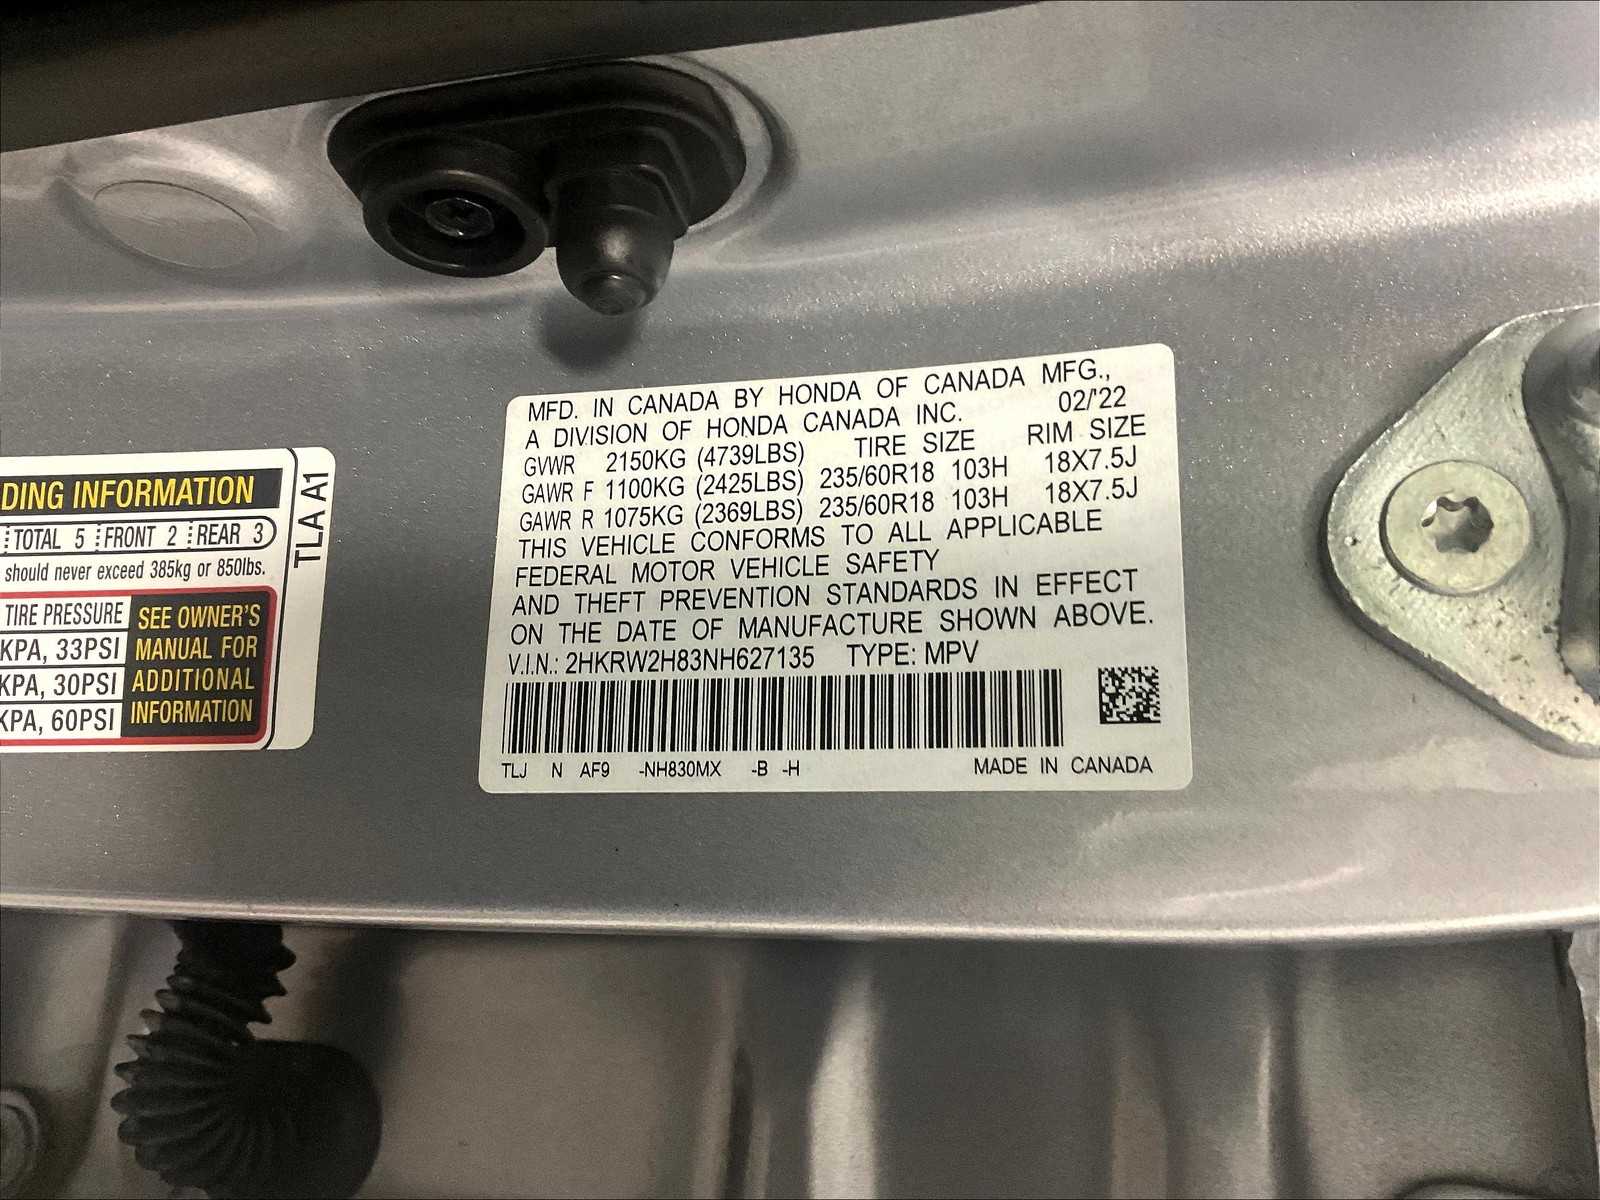 DING INFORMATION
TOTAL 5 FRONT 2 REAR 3
should never exceed 385kg or 850lbs.
TIRE PRESSURE
KPA, 33PSI
KPA, 30PSI
KPA, 60PSI
SEE OWNER'S
MANUAL FOR
ADDITIONAL
INFORMATION
TLA A1
MFD. IN CANADA BY HONDA OF CANADA MFG.,
A DIVISION OF HONDA CANADA INC. 02/'22
GVWR 2150KG (4739LBS) TIRE SIZE RIM SIZE
GAWR F 1100KG (2425LBS) 235/60R18 103H 18X7.5J
GAWR R 1075KG (2369LBS) 235/60R18 103H 18X7.5J
THIS VEHICLE CONFORMS TO ALL APPLICABLE
FEDERAL MOTOR VEHICLE SAFETY
AND THEFT PREVENTION STANDARDS IN EFFECT
ON THE DATE OF MANUFACTURE SHOWN ABOVE.
V.I.N.: 2HKRW2H83NH627135 TYPE: MPV
TLJ N AF9 -NH830MX -B -H MADE IN CANADA